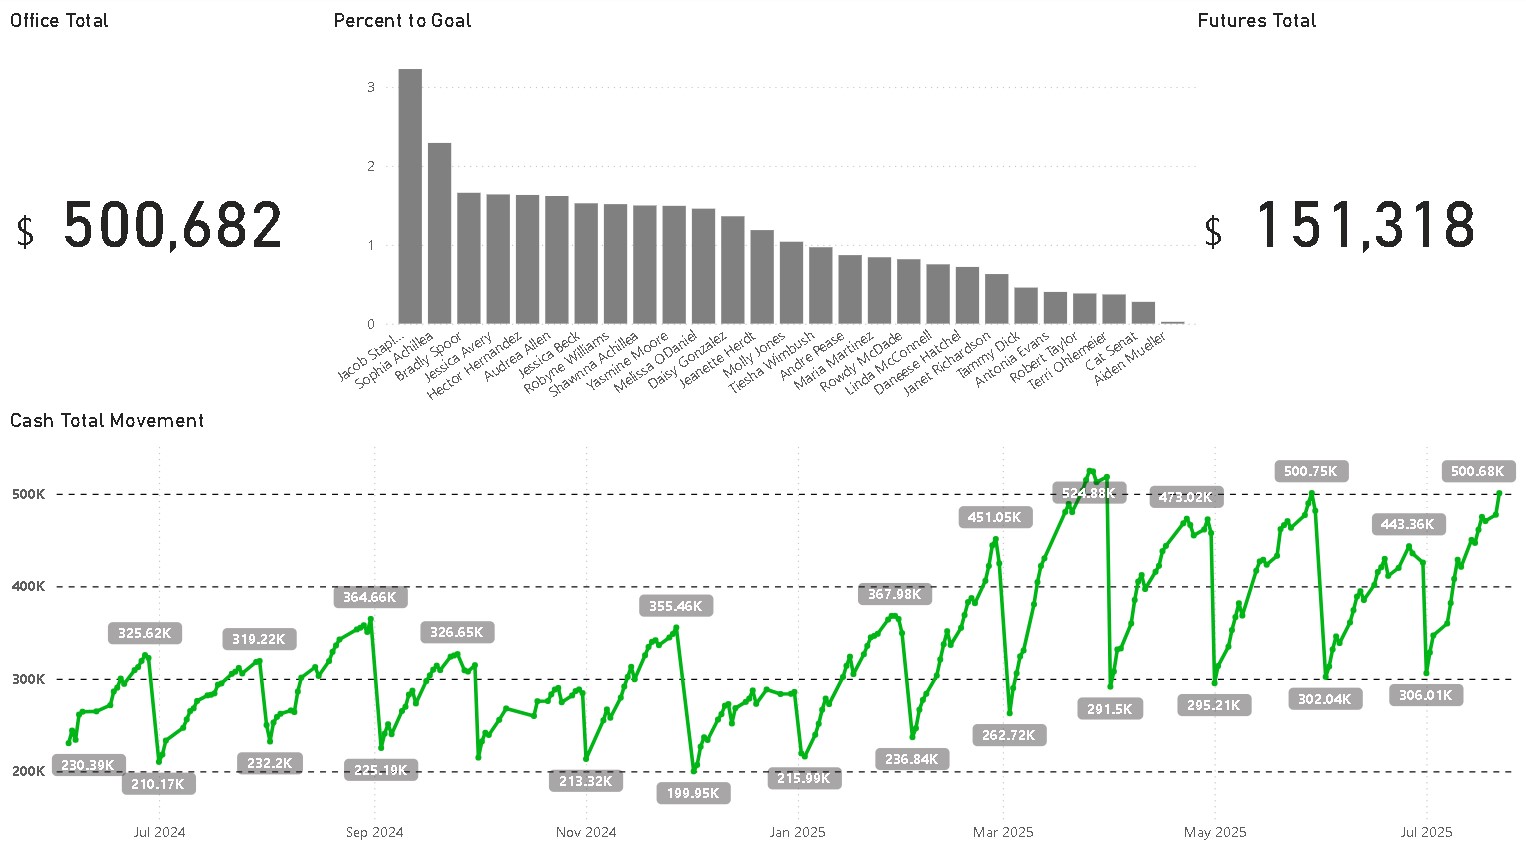 Office Total
$ 500,682
Percent to Goal
3
2
1
0
Jacob Stapl...
Sophia Achillea
Bradly Spoor
Jessica Avery
Hector Hernandez
Audrea Allen
Jessica Beck
Robyne Williams
Shawnna Achillea
Yasmine Moore
Melissa ODaniel
Daisy Gonzalez
Jeanette Herdt
Molly Jones
Tiesha Wimbush
Andre Pease
Maria Martinez
Rowdy McDade
Linda McConnell
Daneese Hatchel
Janet Richardson
Tammy Dick
Antonia Evans
Robert Taylor
Terri Ohlemeier
Cat Senat
Aiden Mueller
Futures Total
$ 151,318
Cash Total Movement
500K
400K
300K
200K
230.39K
325.62K
210.17K
319.22K
232.2K
364.66K
225.19K
326.65K
213.32K
355.46K
199.95K
215.99K
367.98K
236.84K
451.05K
262.72K
524.88K
291.5K
473.02K
295.21K
500.75K
302.04K
443.36K
306.01K
500.68K
Jul 2024
Sep 2024
Nov 2024
Jan 2025
Mar 2025
May 2025
Jul 2025